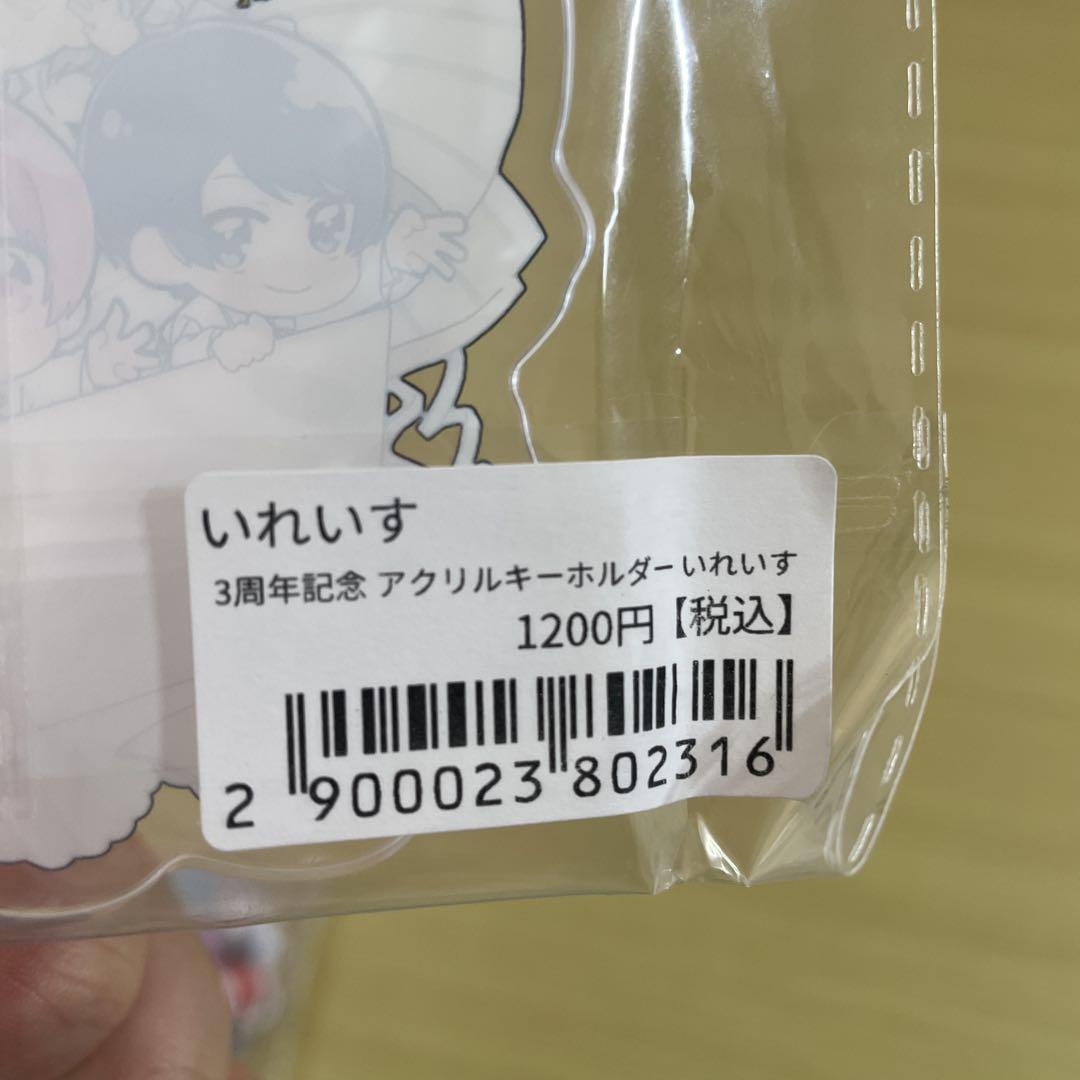 いれいす
3周年記念 アクリルキーホルダー いれいす
1200円【税込】
2 900023 802316